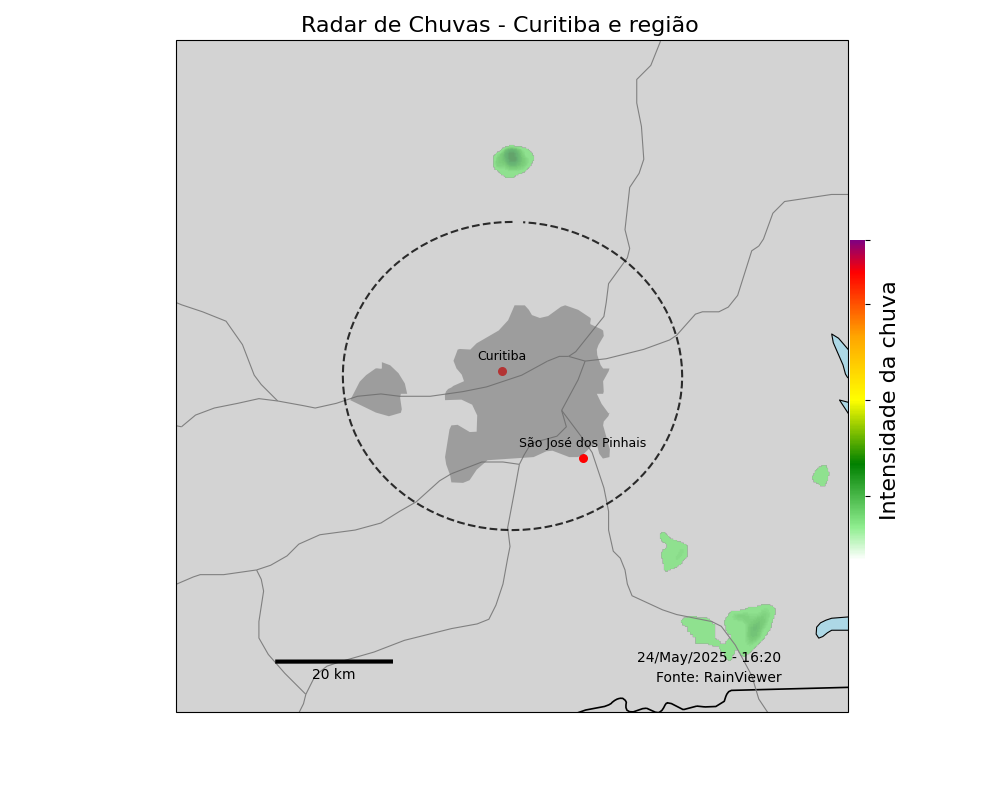 Radar de Chuvas - Curitiba e região
Curitiba
São José dos Pinhais
Intensidade da chuva
24/May/2025 - 16:20
Fonte: RainViewer
20 km